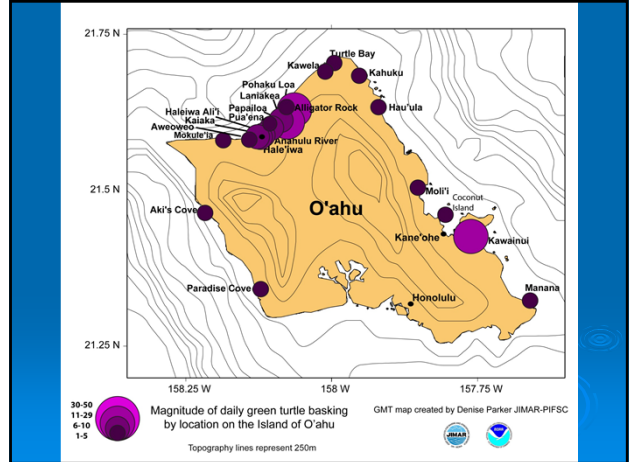 21.75 N
Turtle Bay
Kawela
Kahuku
Pohaku Loa
Laniakea
Papailoa
Alligator Rock
Hau'ula
Haleiwa Ali'i
Pua'ena
Kaiaka
Aweoweo
Anahulu River
Mokule'ia
Hale'iwa
21.5 N
Moli'i
Coconut
Island
Aki's Cove
O'ahu
Kane'ohe
Kawainui
Paradise Cove
Manana
Honolulu
21.25 N
158.25 W
158 W
157.75 W
30-50
11-29
6-10
1-5
Magnitude of daily green turtle basking
by location on the Island of O'ahu
Topography lines represent 250m
GMT map created by Denise Parker JIMAR-PIFSC
JIMAR